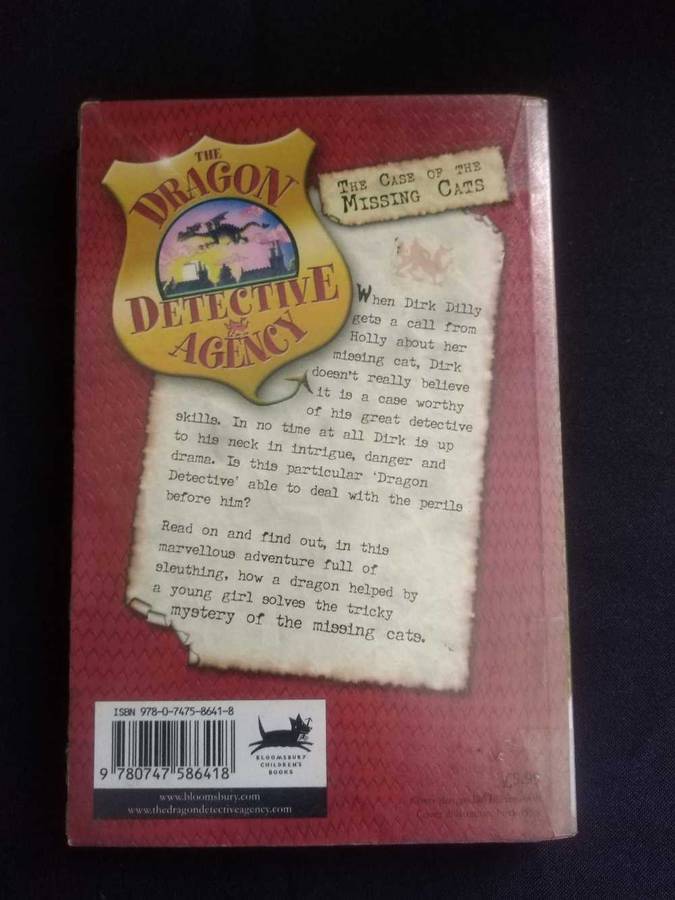 THE
DRAGON
DETECTIVE
AGENCY
THE CASE OF THE
MISSING CATS
When Dirk Dilly
gets a call from
Holly about her
missing cat, Dirk
doesn't really believe
it is a case worthy
of his great detective
skills. In no time at all Dirk is up
to his neck in intrigue, danger and
drama. Is this particular 'Dragon
Detective' able to deal with the perils
before him?
Read on and find out, in this
marvellous adventure full of
sleuthing, how a dragon helped by
a young girl solves the tricky
mystery of the missing cats.
ISBN 978-0-7475-8641-8
9 780747 586418
BLOOMSBURY
CHILDREN'S
BOOKS
www.bloomsbury.com
www.thedragondetectiveagency.com
£5.99
Cover
Cover